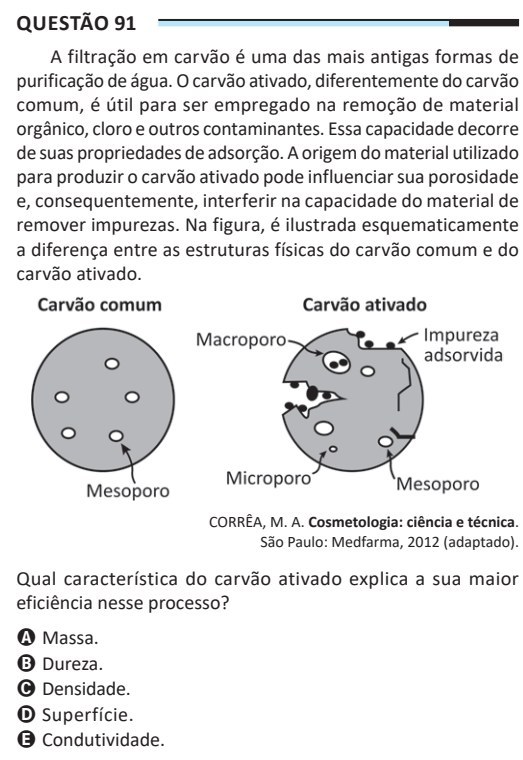 QUESTÃO 91
A filtração em carvão é uma das mais antigas formas de
purificação de água. O carvão ativado, diferentemente do carvão
comum, é útil para ser empregado na remoção de material
orgânico, cloro e outros contaminantes. Essa capacidade decorre
de suas propriedades de adsorção. A origem do material utilizado
para produzir o carvão ativado pode influenciar sua porosidade
e, consequentemente, interferir na capacidade do material de
remover impurezas. Na figura, é ilustrada esquematicamente
a diferença entre as estruturas físicas do carvão comum e do
carvão ativado.
Carvão comum
Mesoporo
Carvão ativado
Macroporo
Impureza
adsorvida
Microporo
Mesoporo
CORRÊA, M. A. Cosmetologia: ciência e técnica.
São Paulo: Medfarma, 2012 (adaptado).
Qual característica do carvão ativado explica a sua maior
eficiência nesse processo?
A Massa.
B Dureza.
C Densidade.
D Superfície.
E Condutividade.